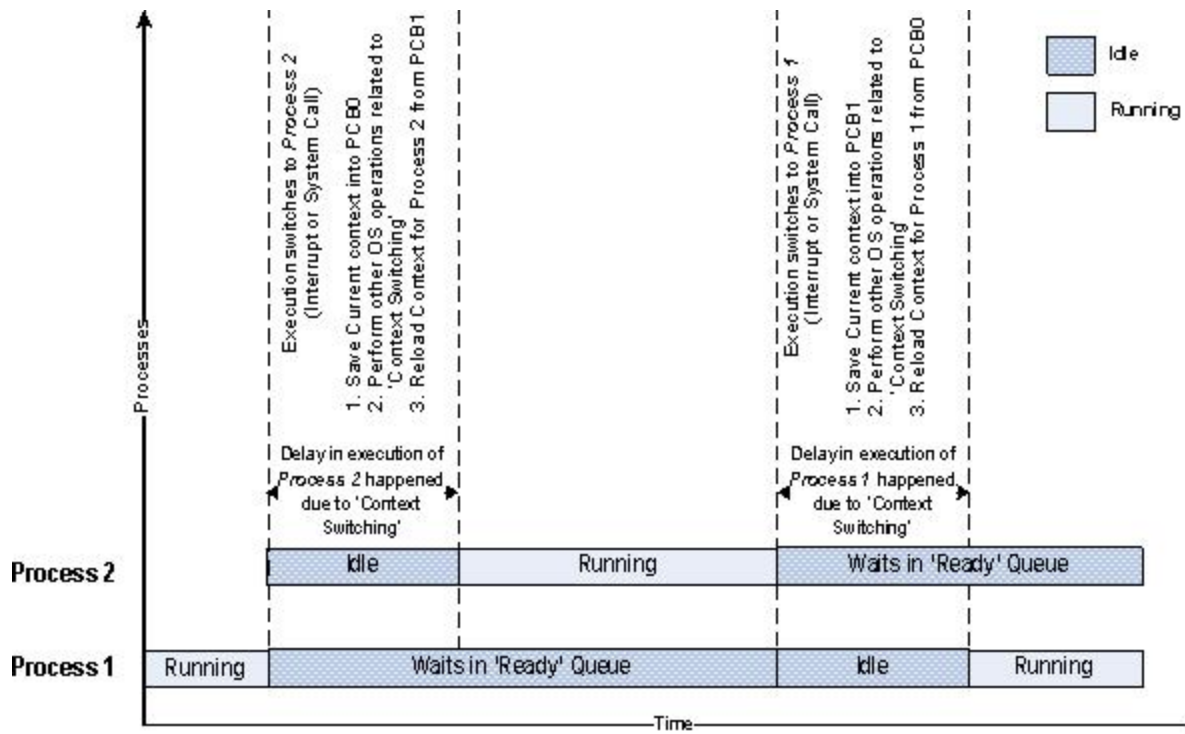 Execution switches to Process 2
(Interrupt or System Call)
1. Save Current context into PCB0
2. Perform other OS operations related to
'Context Switching'
3. Reload Context for Process 2 from PCB1
Execution switches to Process 1
(Interrupt or System Call)
1. Save Current context into PCB1
2. Perform other OS operations related to
'Context Switching'
3. Reload Context for Process 1 from PCB0
Idle
Running
Processes
Delay in execution of
Process 2 happened
due to 'Context
Switching'
Delay in execution of
Process 1 happened
due to 'Context
Switching'
Process 2
Idle
Running
Waits in 'Ready' Queue
Process 1
Running
Waits in 'Ready' Queue
Idle
Running
Time